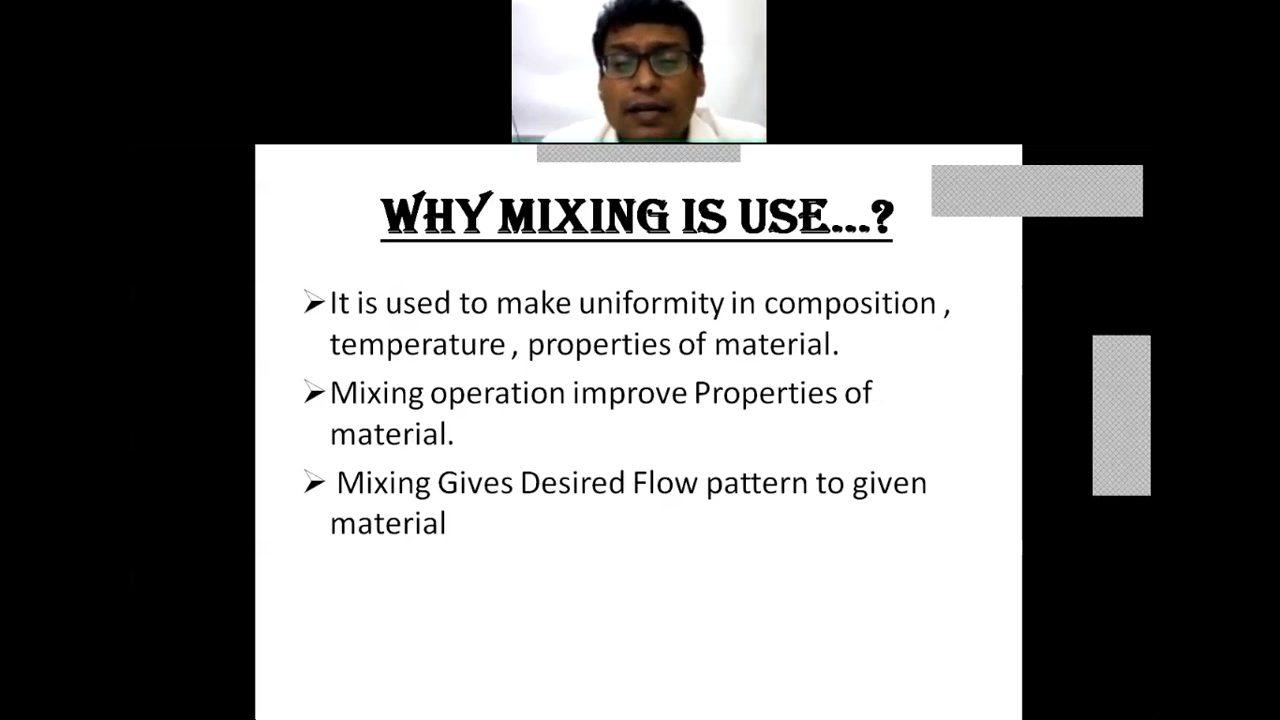 WHY MIXING IS USE...?
It is used to make uniformity in composition ,
temperature , properties of material.
Mixing operation improve Properties of
material.
Mixing Gives Desired Flow pattern to given
material